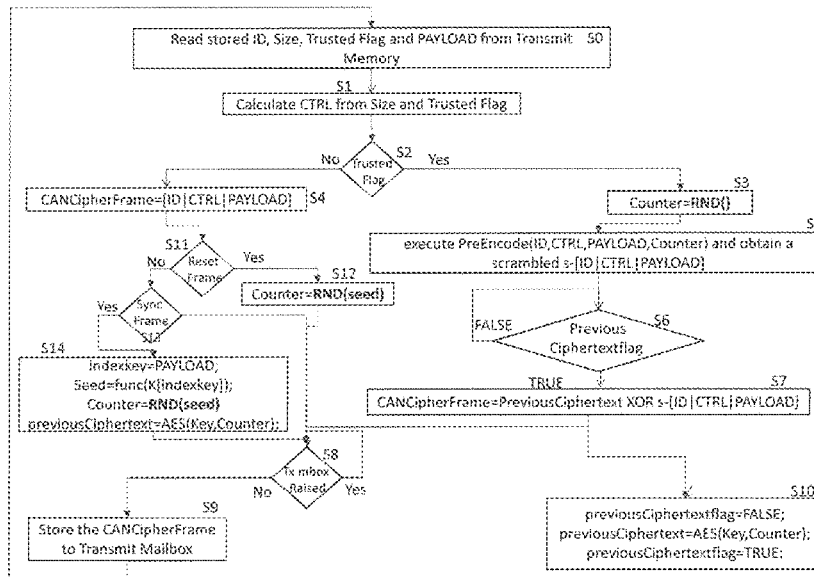 Read stored ID, Size, Trusted Flag and PAYLOAD from Transmit
Memory
S0
S1
Calculate CTRL from Size and Trusted Flag
S2
No
Trusted
Flag
Yes
S3
Counter=RND()
CANCipherFrame=[ID|CTRL|PAYLOAD]
S4
S
execute PreEncode(ID,CTRL,PAYLOAD,Counter) and obtain a
scrambled s-[ID|CTRL|PAYLOAD]
S11
No
Reset
Frame
Yes
S12
Counter=RND(seed)
Yes
Sync
Frame
S13
FALSE
Previous
Ciphertextflag
S6
S14
indexkey=PAYLOAD;
Seed=func(K[indexkey]);
Counter=RND(seed)
previousCiphertext=AES(Key,Counter);
TRUE
S7
CANCipherFrame=PreviousCiphertext XOR s-[ID|CTRL|PAYLOAD]
S8
No
Tx mbox
Raised
Yes
S9
Store the CANCipherFrame
to Transmit Mailbox
S10
previousCiphertextflag=FALSE;
previousCiphertext=AES(Key,Counter);
previousCiphertextflag=TRUE;